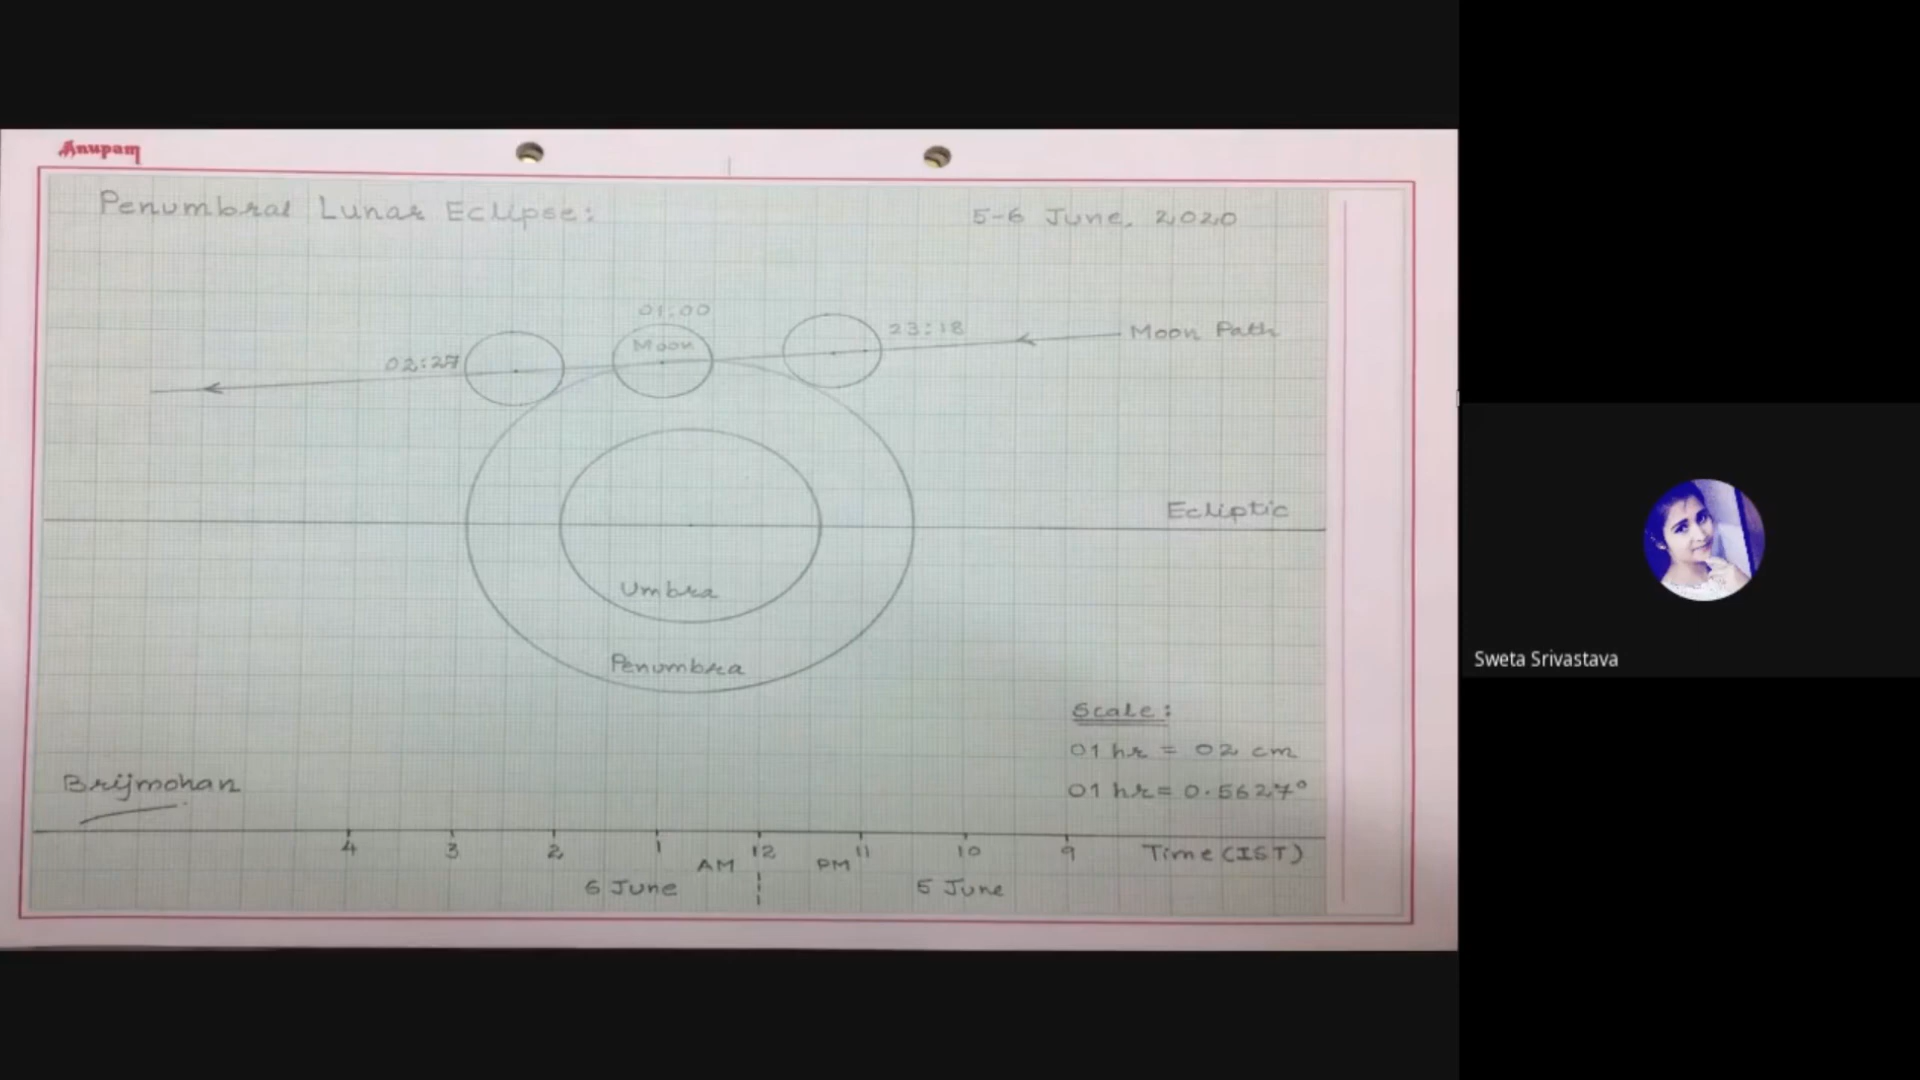 Anupam
Penumbral Lunar Eclipse:
5-6 June, 2020
01:00
Moon
23:18
Moon Path
02:27
Ecliptic
Umbra
Penumbra
Scale:
01 hr = 02 cm
01 hr = 0.5627°
Brijmohan
4 3 2 1 12 11 10 9 Time (IST)
AM PM
6 June 5 June
Sweta Srivastava